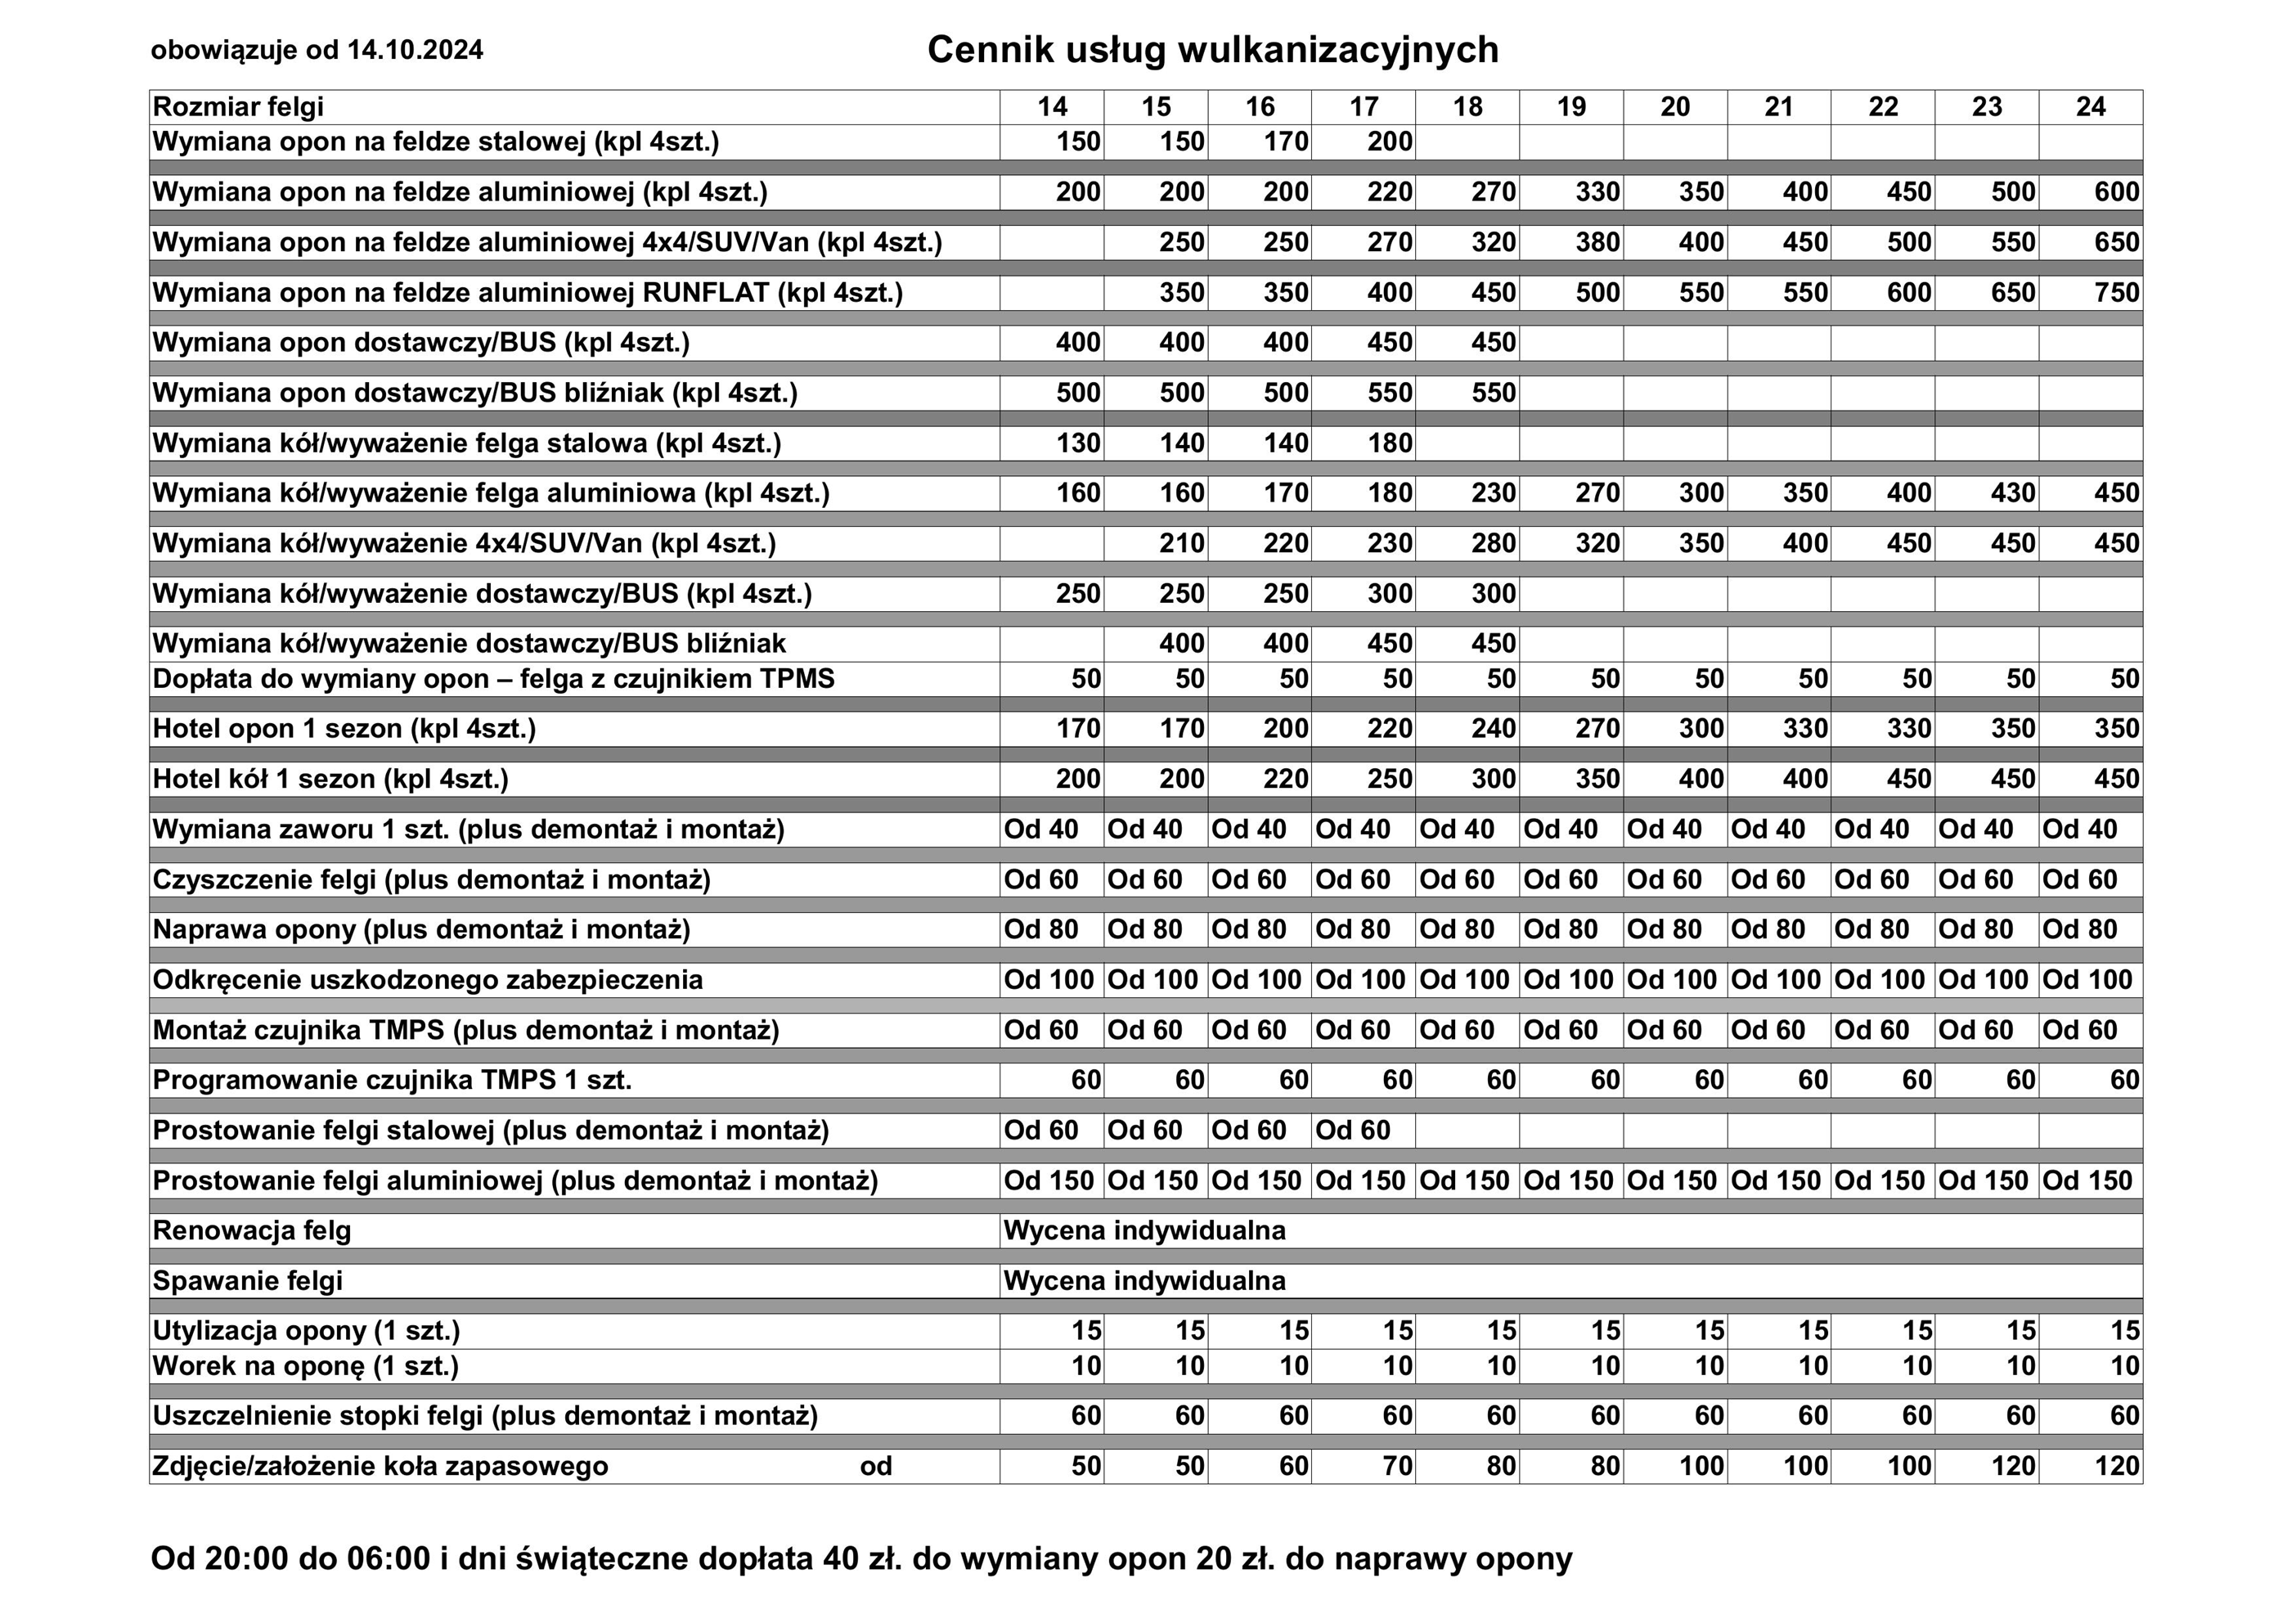 obowiązuje od 14.10.2024 Cennik usług wulkanizacyjnych
Rozmiar felgi 14 15 16 17 18 19 20 21 22 23 24
Wymiana opon na feldze stalowej (kpl 4szt.) 150 150 170 200
Wymiana opon na feldze aluminiowej (kpl 4szt.) 200 200 200 220 270 330 350 400 450 500 600
Wymiana opon na feldze aluminiowej 4x4/SUV/Van (kpl 4szt.) 250 250 270 320 380 400 450 500 550 650
Wymiana opon na feldze aluminiowej RUNFLAT (kpl 4szt.) 350 350 400 450 500 550 550 600 650 750
Wymiana opon dostawczy/BUS (kpl 4szt.) 400 400 400 450 450
Wymiana opon dostawczy/BUS bliźniak (kpl 4szt.) 500 500 500 550 550
Wymiana kół/wyważenie felga stalowa (kpl 4szt.) 130 140 140 180
Wymiana kół/wyważenie felga aluminiowa (kpl 4szt.) 160 160 170 180 230 270 300 350 400 430 450
Wymiana kół/wyważenie 4x4/SUV/Van (kpl 4szt.) 210 220 230 280 320 350 400 450 450 450
Wymiana kół/wyważenie dostawczy/BUS (kpl 4szt.) 250 250 250 300 300
Wymiana kół/wyważenie dostawczy/BUS bliźniak 400 400 450 450
Dopłata do wymiany opon – felga z czujnikiem TPMS 50 50 50 50 50 50 50 50 50 50 50
Hotel opon 1 sezon (kpl 4szt.) 170 170 200 220 240 270 300 330 330 350 350
Hotel kół 1 sezon (kpl 4szt.) 200 200 220 250 300 350 400 400 450 450 450
Wymiana zaworu 1 szt. (plus demontaż i montaż) Od 40 Od 40 Od 40 Od 40 Od 40 Od 40 Od 40 Od 40 Od 40 Od 40 Od 40
Czyszczenie felgi (plus demontaż i montaż) Od 60 Od 60 Od 60 Od 60 Od 60 Od 60 Od 60 Od 60 Od 60 Od 60 Od 60
Naprawa opony (plus demontaż i montaż) Od 80 Od 80 Od 80 Od 80 Od 80 Od 80 Od 80 Od 80 Od 80 Od 80 Od 80
Odkręcenie uszkodzonego zabezpieczenia Od 100 Od 100 Od 100 Od 100 Od 100 Od 100 Od 100 Od 100 Od 100 Od 100 Od 100
Montaż czujnika TMPS (plus demontaż i montaż) Od 60 Od 60 Od 60 Od 60 Od 60 Od 60 Od 60 Od 60 Od 60 Od 60 Od 60
Programowanie czujnika TMPS 1 szt. 60 60 60 60 60 60 60 60 60 60 60
Prostowanie felgi stalowej (plus demontaż i montaż) Od 60 Od 60 Od 60 Od 60
Prostowanie felgi aluminiowej (plus demontaż i montaż) Od 150 Od 150 Od 150 Od 150 Od 150 Od 150 Od 150 Od 150 Od 150 Od 150 Od 150
Renowacja felg Wycena indywidualna
Spawanie felgi Wycena indywidualna
Utylizacja opony (1 szt.) 15 15 15 15 15 15 15 15 15 15 15
Worek na oponę (1 szt.) 10 10 10 10 10 10 10 10 10 10 10
Uszczelnienie stopki felgi (plus demontaż i montaż) 60 60 60 60 60 60 60 60 60 60 60
Zdjęcie/założenie koła zapasowego od 50 50 60 70 80 80 100 100 100 120 120
Od 20:00 do 06:00 i dni świąteczne dopłata 40 zł. do wymiany opon 20 zł. do naprawy opony